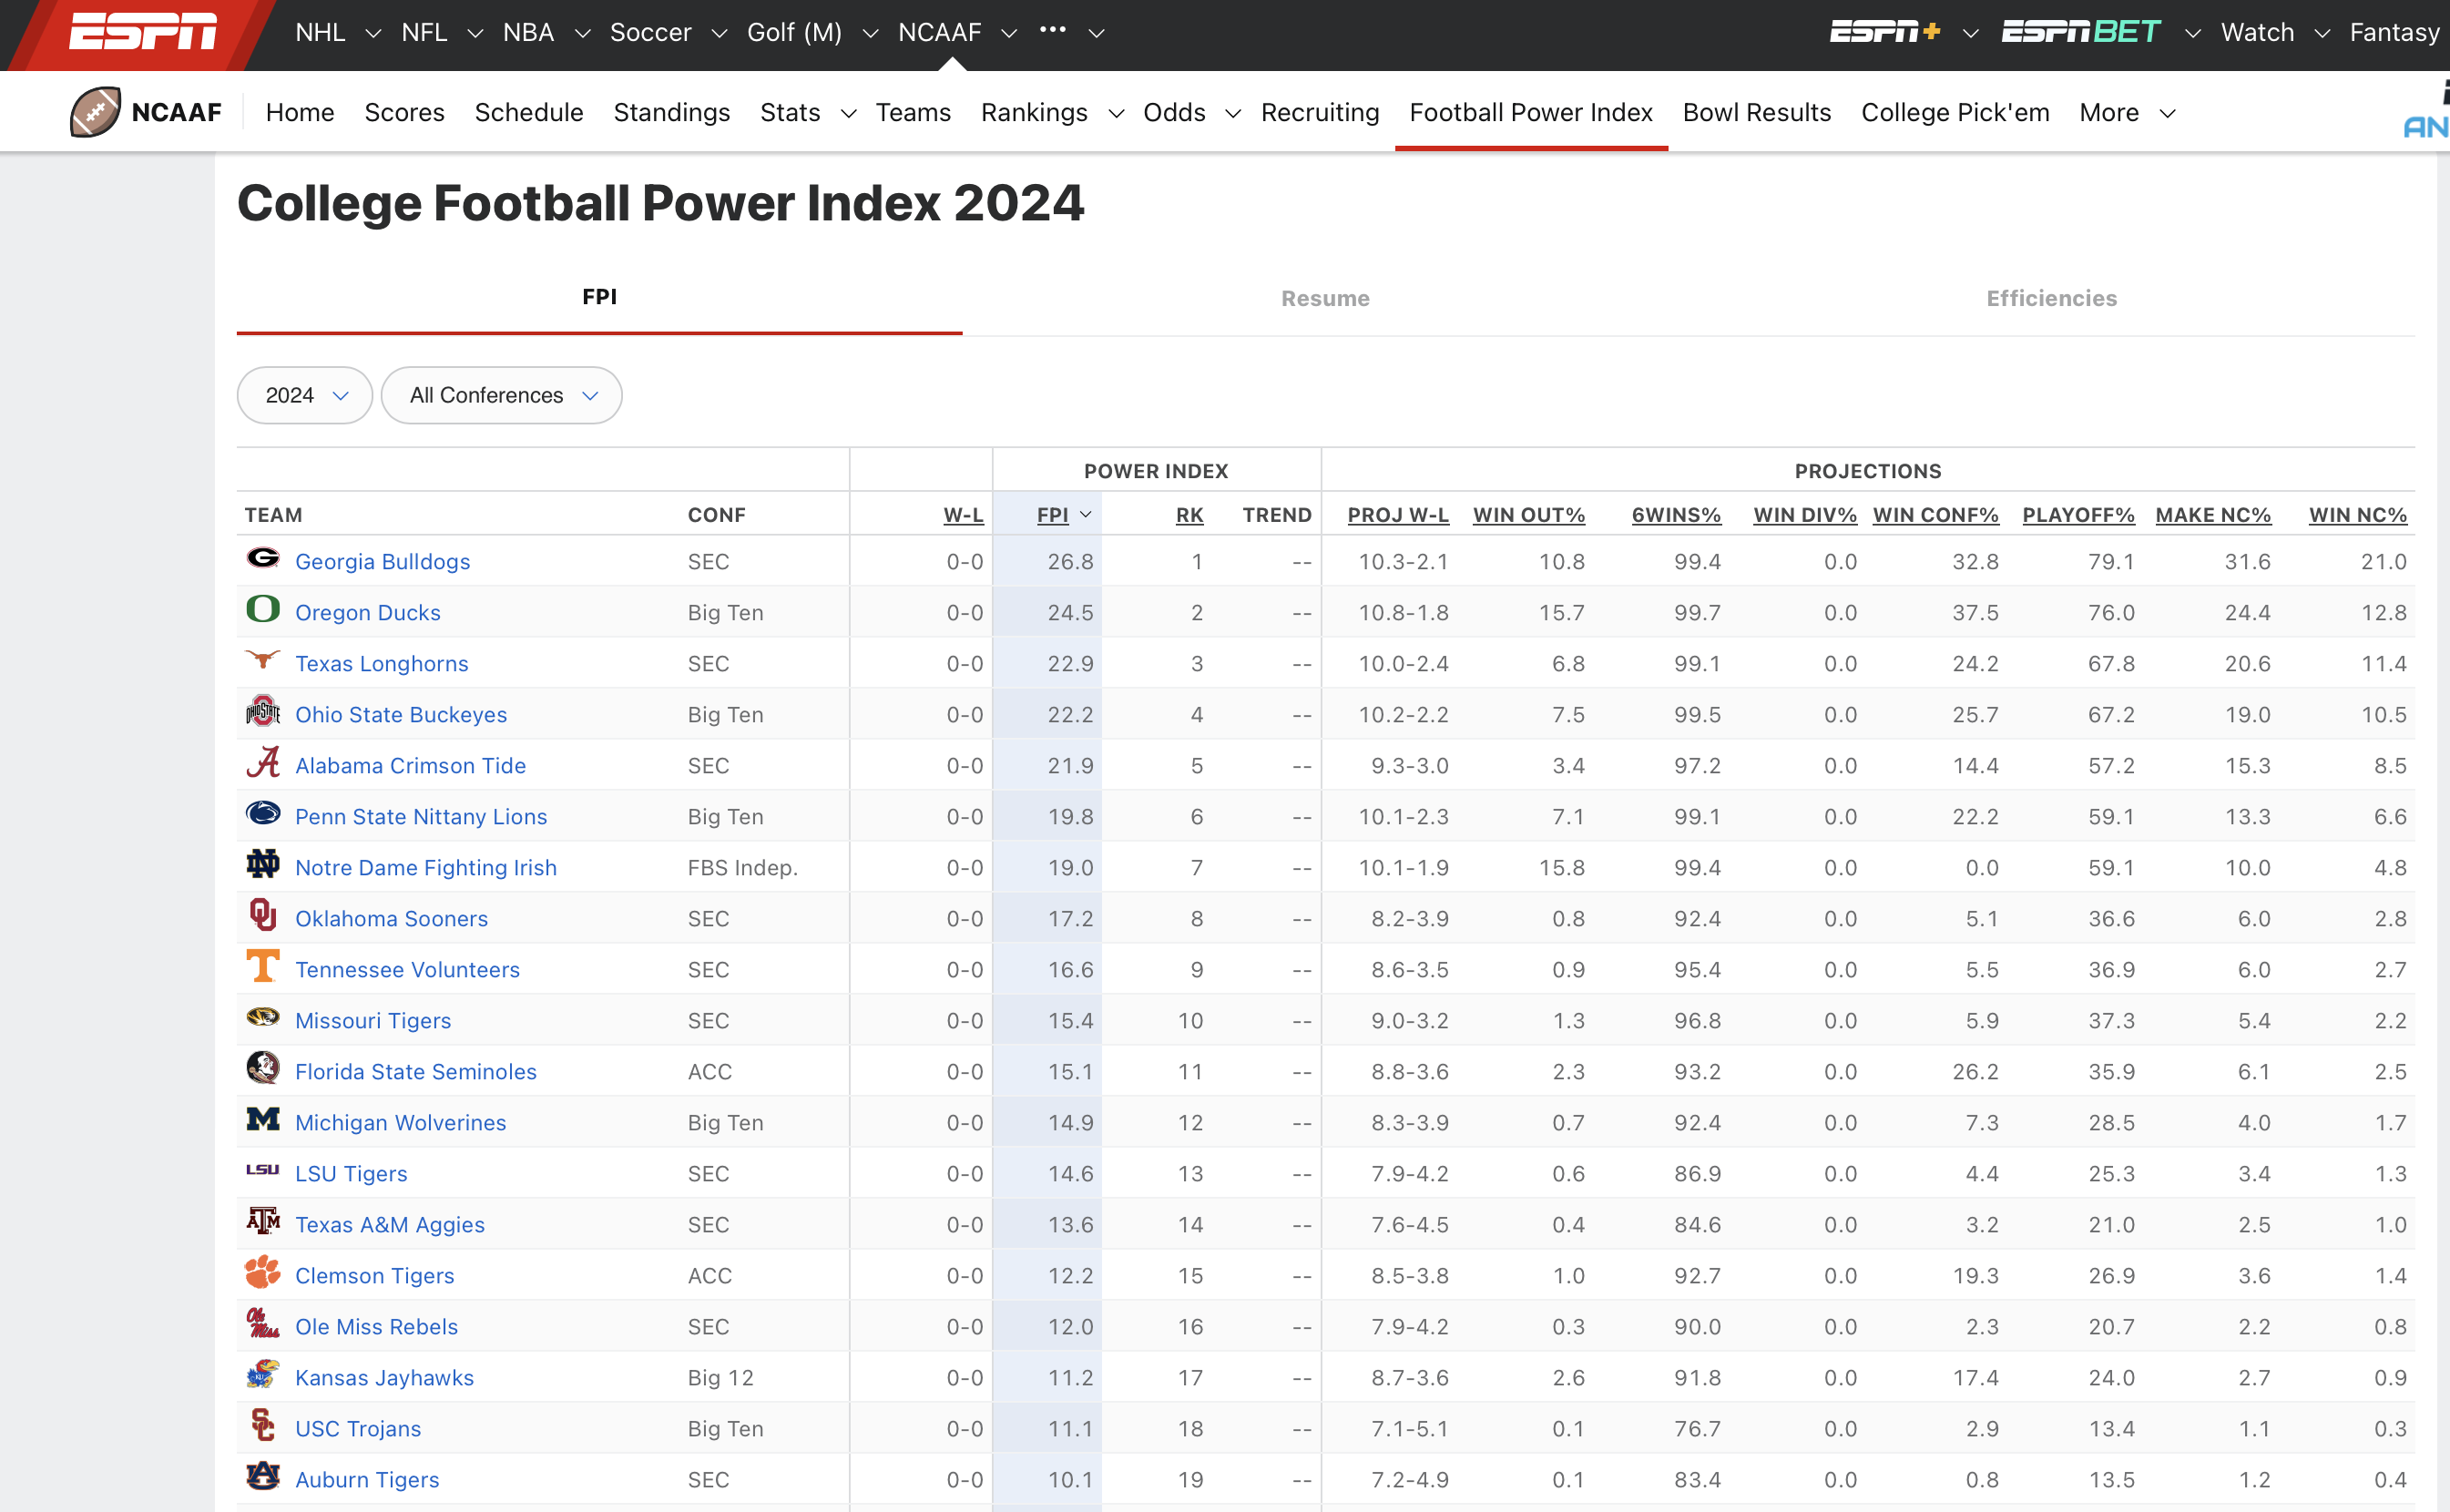 ESPN NHL NFL NBA Soccer Golf (M) NCAAF ••• ESPN+ ESPN BET Watch Fantasy
NCAAF Home Scores Schedule Standings Stats Teams Rankings Odds Recruiting Football Power Index Bowl Results College Pick'em More AN
College Football Power Index 2024
FPI Resume Efficiencies
2024 All Conferences
POWER INDEX PROJECTIONS
TEAM CONF W-L FPI RK TREND PROJ W-L WIN OUT% 6WINS% WIN DIV% WIN CONF% PLAYOFF% MAKE NC% WIN NC%
G Georgia Bulldogs SEC 0-0 26.8 1 -- 10.3-2.1 10.8 99.4 0.0 32.8 79.1 31.6 21.0
O Oregon Ducks Big Ten 0-0 24.5 2 -- 10.8-1.8 15.7 99.7 0.0 37.5 76.0 24.4 12.8
Texas Longhorns SEC 0-0 22.9 3 -- 10.0-2.4 6.8 99.1 0.0 24.2 67.8 20.6 11.4
OHIO STATE Ohio State Buckeyes Big Ten 0-0 22.2 4 -- 10.2-2.2 7.5 99.5 0.0 25.7 67.2 19.0 10.5
A Alabama Crimson Tide SEC 0-0 21.9 5 -- 9.3-3.0 3.4 97.2 0.0 14.4 57.2 15.3 8.5
Penn State Nittany Lions Big Ten 0-0 19.8 6 -- 10.1-2.3 7.1 99.1 0.0 22.2 59.1 13.3 6.6
ND Notre Dame Fighting Irish FBS Indep. 0-0 19.0 7 -- 10.1-1.9 15.8 99.4 0.0 0.0 59.1 10.0 4.8
OU Oklahoma Sooners SEC 0-0 17.2 8 -- 8.2-3.9 0.8 92.4 0.0 5.1 36.6 6.0 2.8
T Tennessee Volunteers SEC 0-0 16.6 9 -- 8.6-3.5 0.9 95.4 0.0 5.5 36.9 6.0 2.7
Missouri Tigers SEC 0-0 15.4 10 -- 9.0-3.2 1.3 96.8 0.0 5.9 37.3 5.4 2.2
Florida State Seminoles ACC 0-0 15.1 11 -- 8.8-3.6 2.3 93.2 0.0 26.2 35.9 6.1 2.5
M Michigan Wolverines Big Ten 0-0 14.9 12 -- 8.3-3.9 0.7 92.4 0.0 7.3 28.5 4.0 1.7
LSU LSU Tigers SEC 0-0 14.6 13 -- 7.9-4.2 0.6 86.9 0.0 4.4 25.3 3.4 1.3
ATM Texas A&M Aggies SEC 0-0 13.6 14 -- 7.6-4.5 0.4 84.6 0.0 3.2 21.0 2.5 1.0
Clemson Tigers ACC 0-0 12.2 15 -- 8.5-3.8 1.0 92.7 0.0 19.3 26.9 3.6 1.4
Ole Miss Ole Miss Rebels SEC 0-0 12.0 16 -- 7.9-4.2 0.3 90.0 0.0 2.3 20.7 2.2 0.8
KU Kansas Jayhawks Big 12 0-0 11.2 17 -- 8.7-3.6 2.6 91.8 0.0 17.4 24.0 2.7 0.9
SC USC Trojans Big Ten 0-0 11.1 18 -- 7.1-5.1 0.1 76.7 0.0 2.9 13.4 1.1 0.3
AU Auburn Tigers SEC 0-0 10.1 19 -- 7.2-4.9 0.1 83.4 0.0 0.8 13.5 1.2 0.4